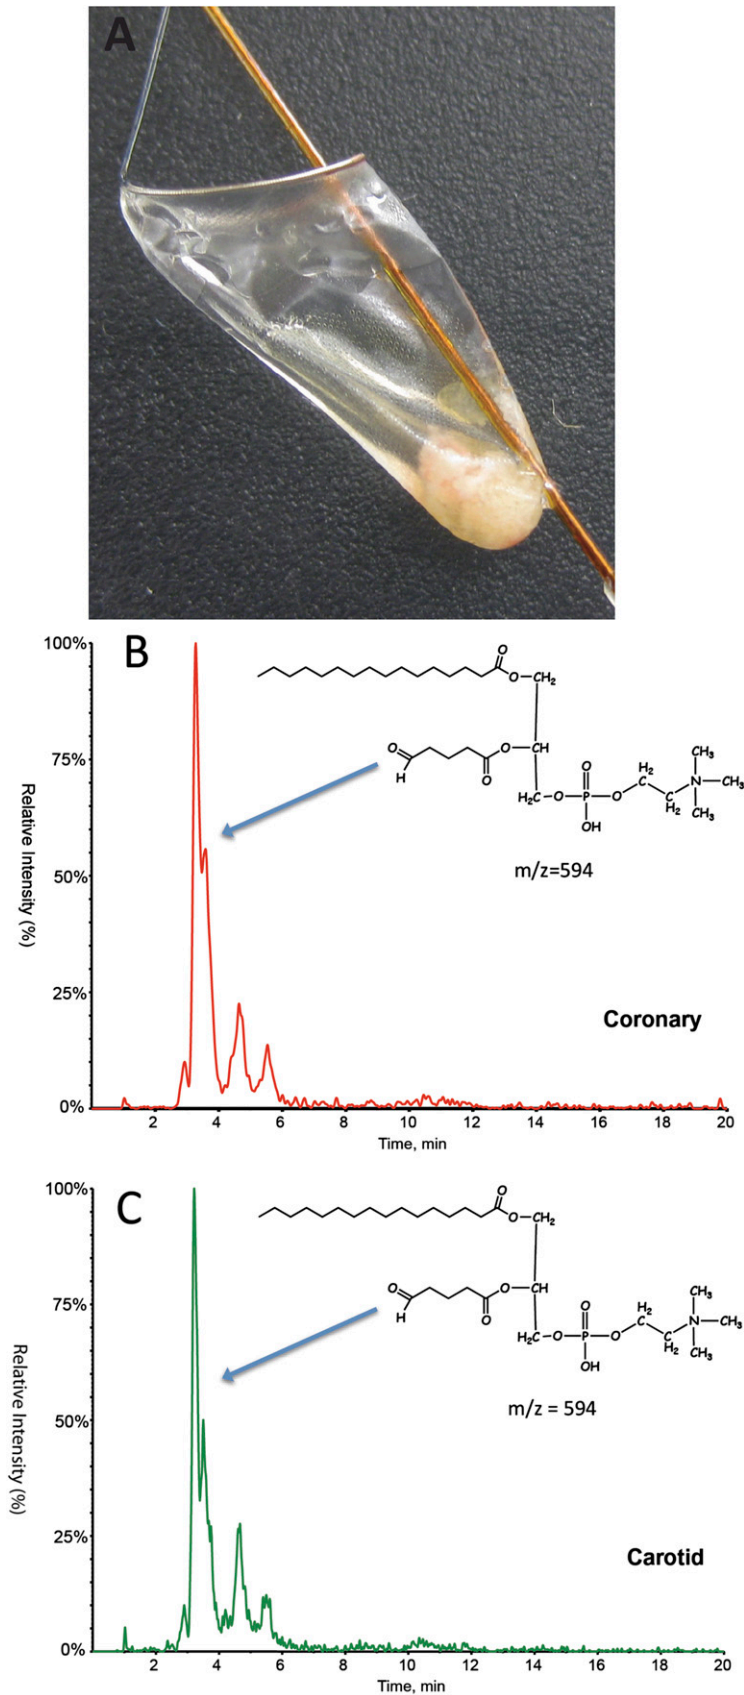 A
B
100%
75%
50%
25%
0%
Relative Intensity (%)
2 4 6 8 10 12 14 16 18 20
Time, min
O
O CH₂
O
H
O
O CH
H₂C O P O
O
OH
H₂
C
C
H₂
N
CH₃
CH₃
CH₃
m/z=594
Coronary
C
100%
75%
50%
25%
0%
Relative Intensity (%)
2 4 6 8 10 12 14 16 18 20
Time, min
O
O CH₂
O
H
O
O CH
H₂C O P O
O
OH
H₂
C
C
H₂
N
CH₃
CH₃
CH₃
m/z = 594
Carotid